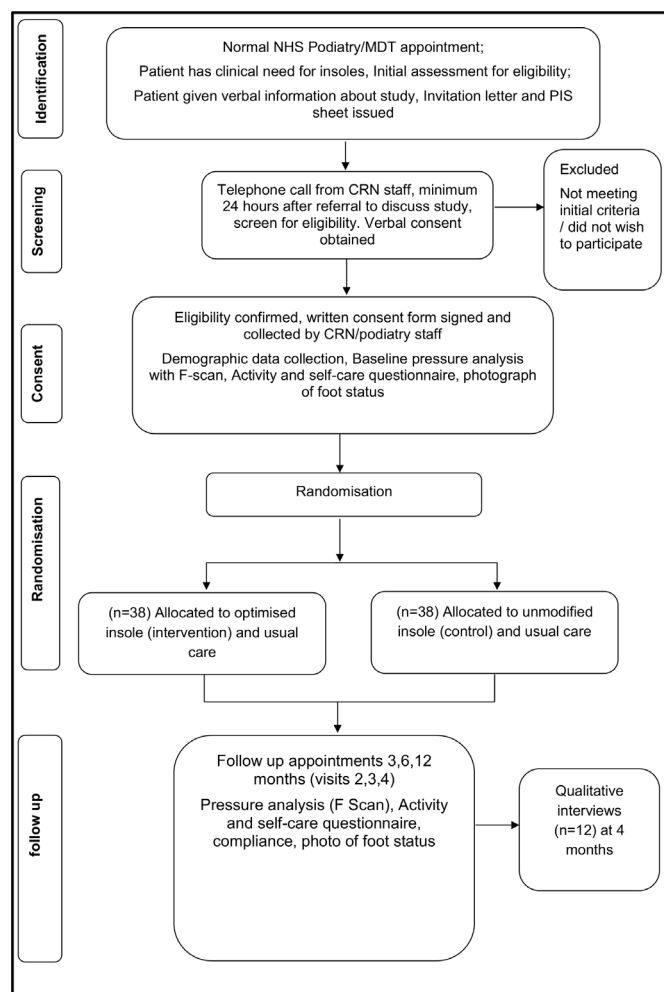 Identification
Normal NHS Podiatry/MDT appointment;
Patient has clinical need for insoles, Initial assessment for eligibility;
Patient given verbal information about study, Invitation letter and PIS
sheet issued
Screening
Telephone call from CRN staff, minimum
24 hours after referral to discuss study,
screen for eligibility. Verbal consent
obtained
Excluded
Not meeting
initial criteria
/ did not wish
to participate
Consent
Eligibility confirmed, written consent form signed and
collected by CRN/podiatry staff
Demographic data collection, Baseline pressure analysis
with F-scan, Activity and self-care questionnaire, photograph
of foot status
Randomisation
Randomisation
(n=38) Allocated to optimised
insole (intervention) and usual
care
(n=38) Allocated to unmodified
insole (control) and usual care
follow up
Follow up appointments 3,6,12
months (visits 2,3,4)
Pressure analysis (F Scan), Activity
and self-care questionnaire,
compliance, photo of foot status
Qualitative
interviews
(n=12) at 4
months